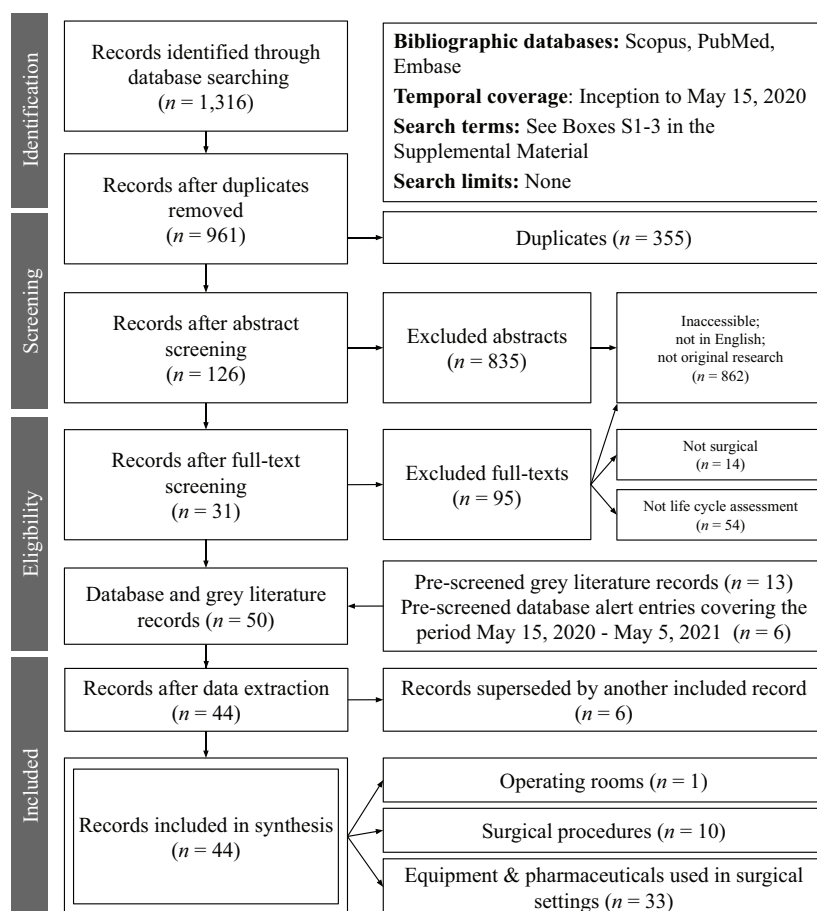 Identification
Records identified through
database searching
(n = 1,316)
Bibliographic databases: Scopus, PubMed,
Embase
Temporal coverage: Inception to May 15, 2020
Search terms: See Boxes S1-3 in the
Supplemental Material
Search limits: None
Records after duplicates
removed
(n = 961)
Duplicates (n = 355)
Screening
Records after abstract
screening
(n = 126)
Excluded abstracts
(n = 835)
Inaccessible;
not in English;
not original research
(n = 862)
Eligibility
Records after full-text
screening
(n = 31)
Excluded full-texts
(n = 95)
Not surgical
(n = 14)
Not life cycle assessment
(n = 54)
Database and grey literature
records (n = 50)
Pre-screened grey literature records (n = 13)
Pre-screened database alert entries covering the
period May 15, 2020 - May 5, 2021 (n = 6)
Included
Records after data extraction
(n = 44)
Records superseded by another included record
(n = 6)
Records included in synthesis
(n = 44)
Operating rooms (n = 1)
Surgical procedures (n = 10)
Equipment & pharmaceuticals used in surgical
settings (n = 33)